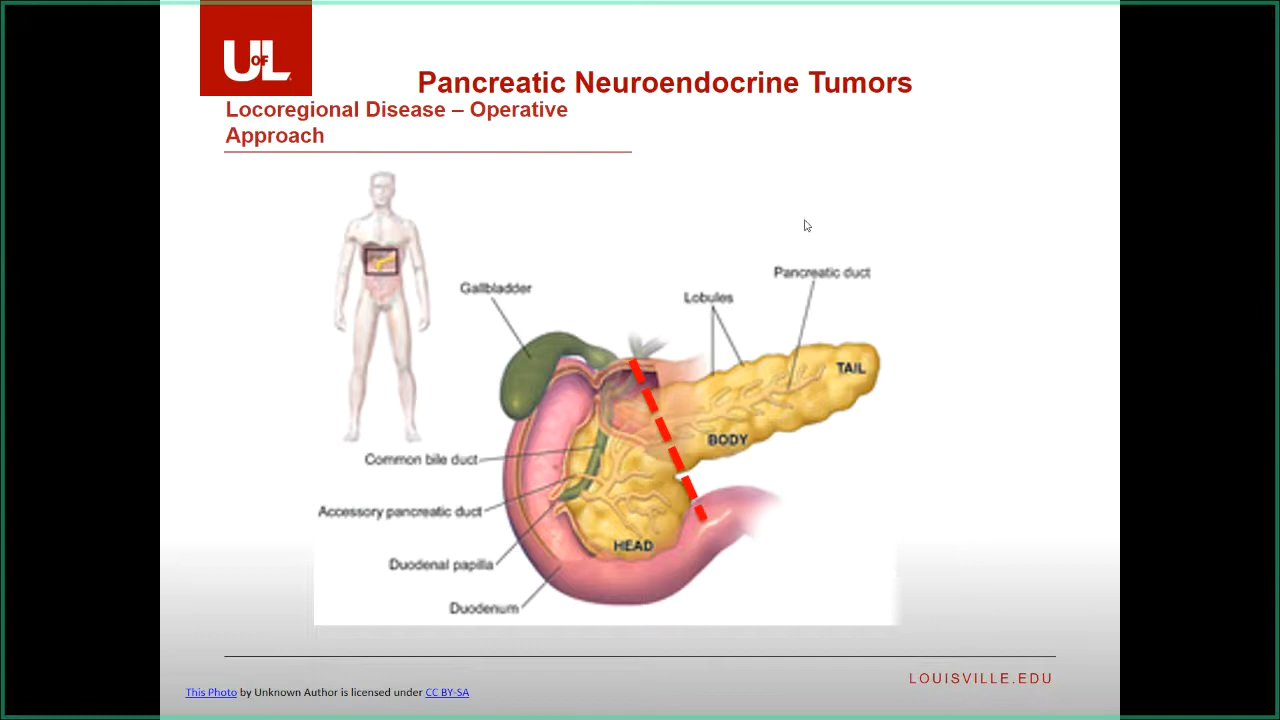 UofL
Pancreatic Neuroendocrine Tumors
Locoregional Disease – Operative
Approach
Gallbladder
Lobules
Pancreatic duct
TAIL
BODY
Common bile duct
Accessory pancreatic duct
HEAD
Duodenal papilla
Duodenum
LOUISVILLE.EDU
This Photo by Unknown Author is licensed under CC BY-SA